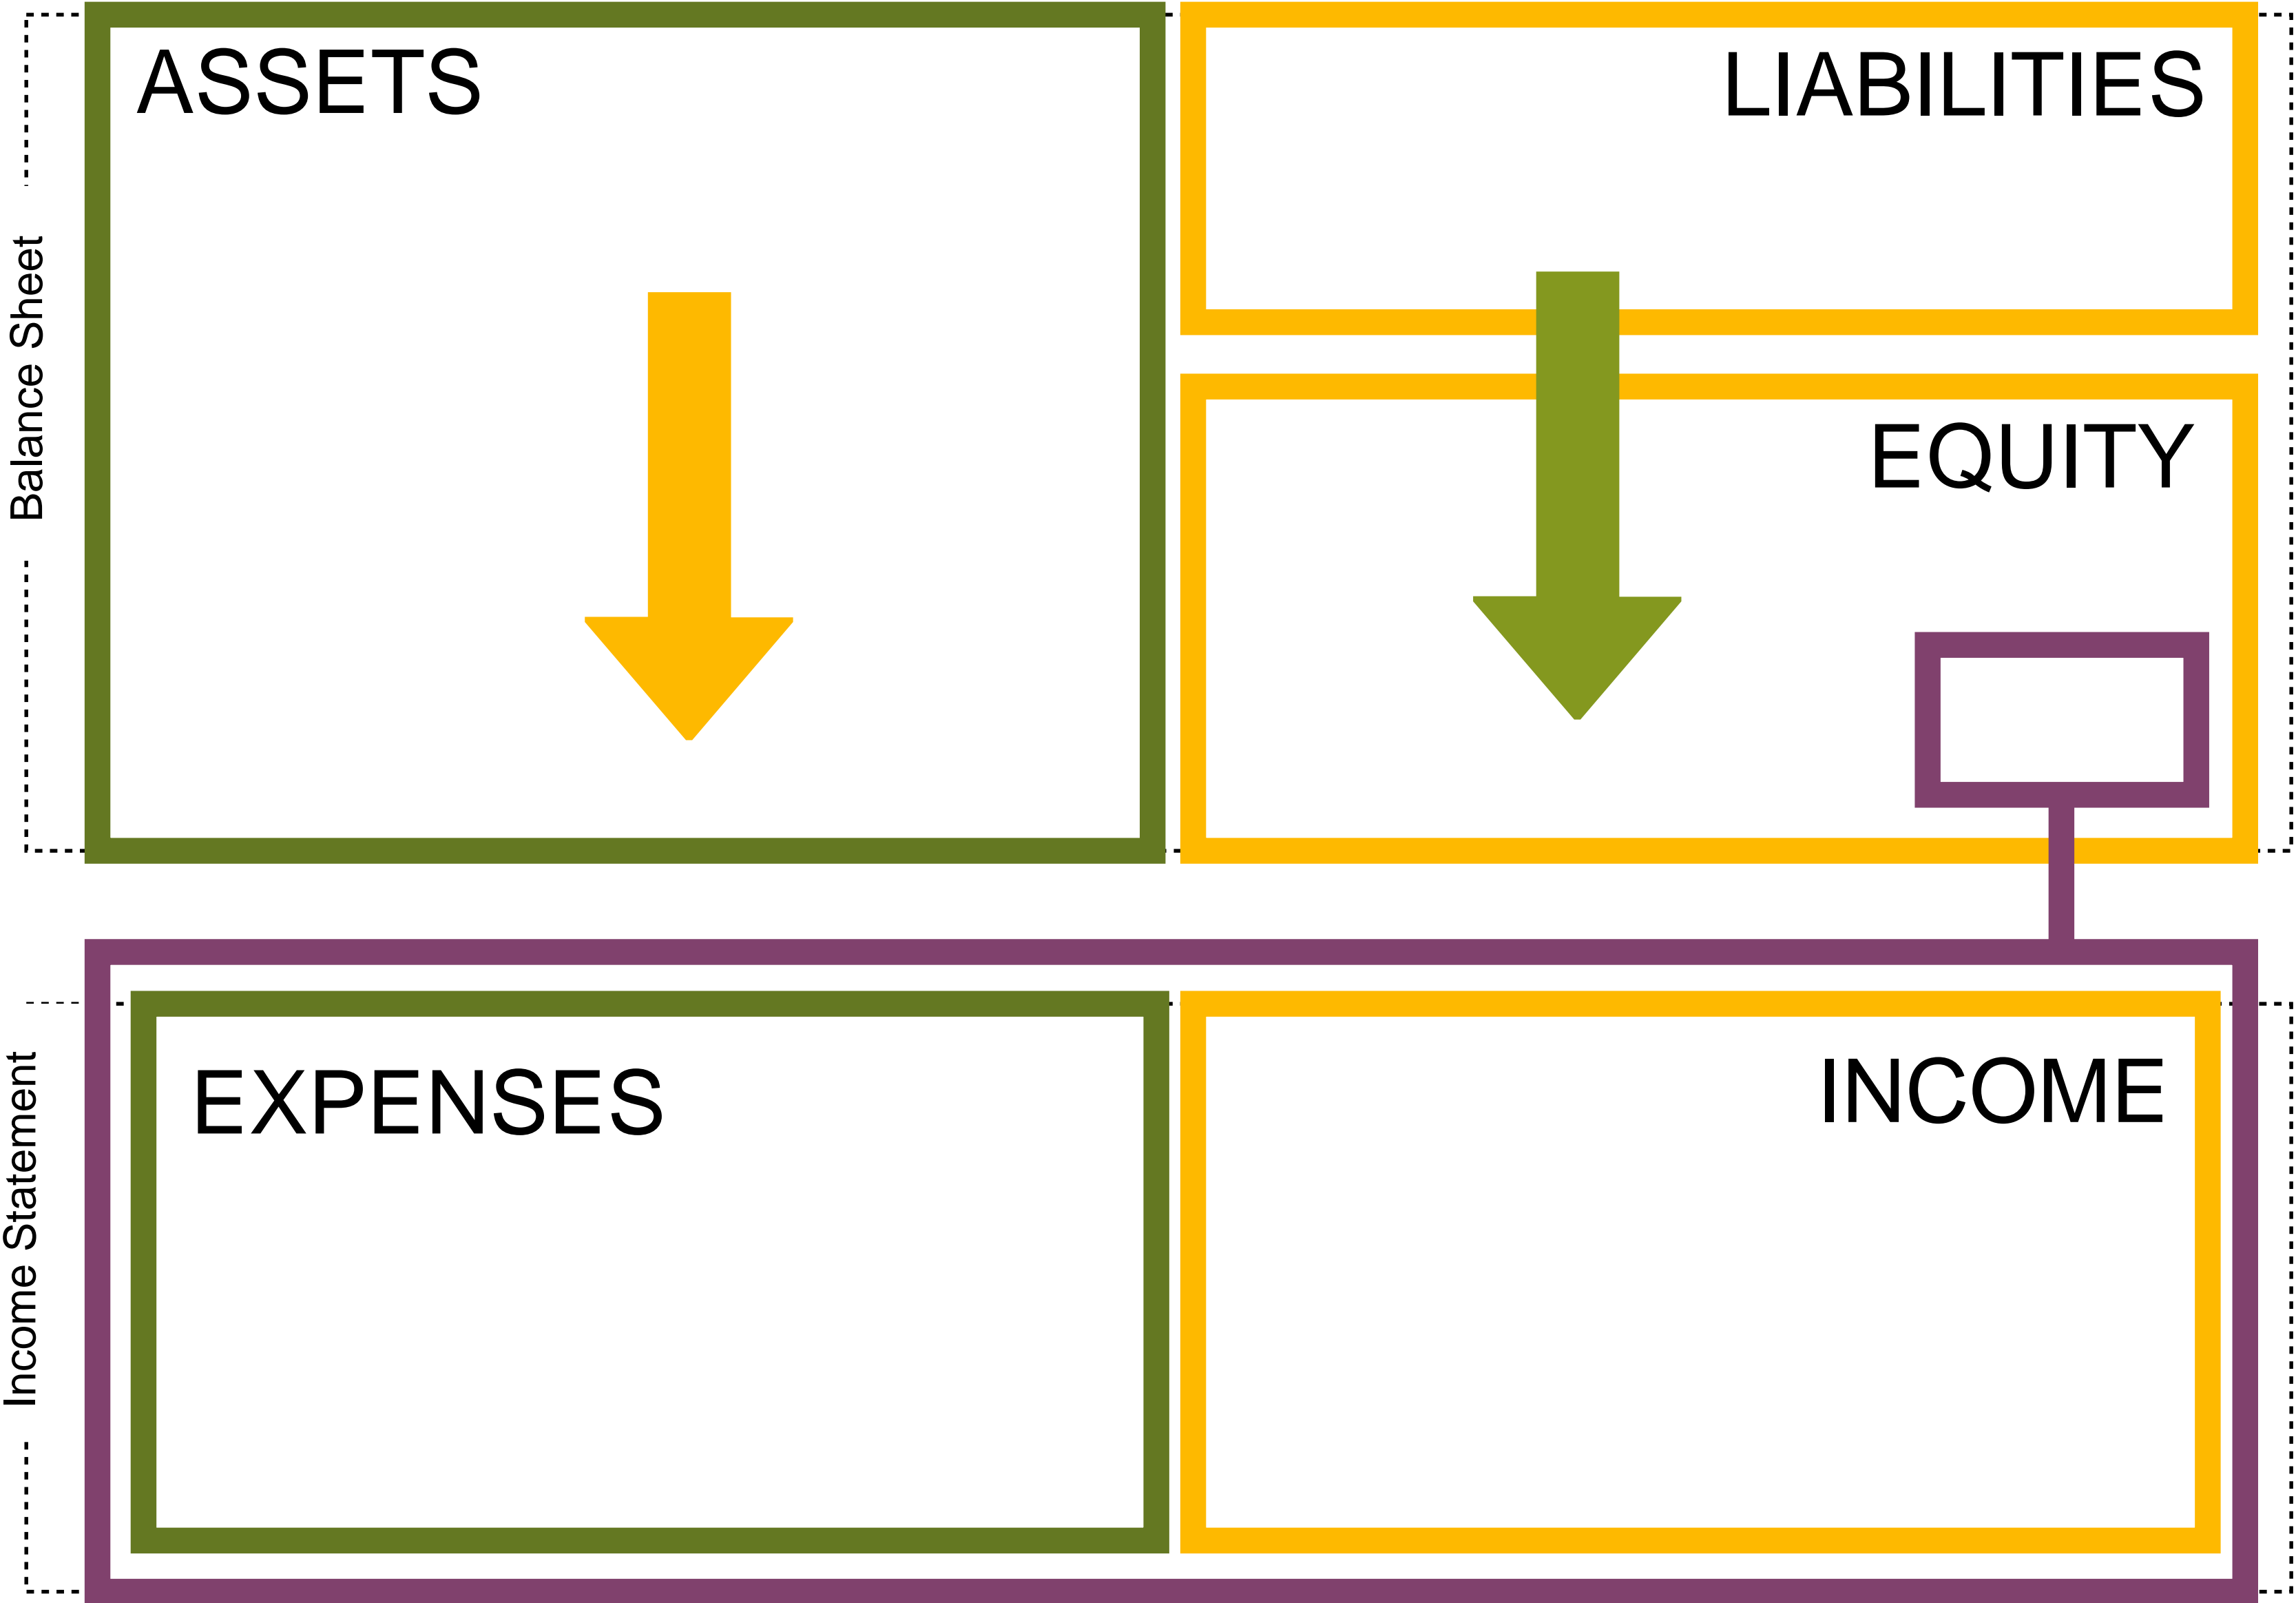 ASSETS
LIABILITIES
Balance Sheet
EQUITY
EXPENSES
INCOME
Income Statement